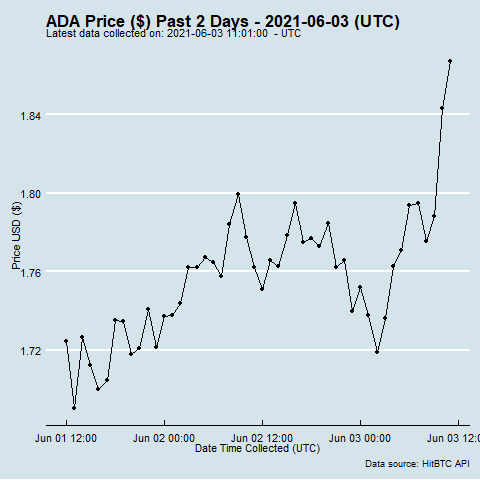 ADA Price ($) Past 2 Days - 2021-06-03 (UTC)
Latest data collected on: 2021-06-03 11:01:00 - UTC
1.84
1.80
1.76
1.72
Price USD ($)
Jun 01 12:00 Jun 02 00:00 Jun 02 12:00 Jun 03 00:00 Jun 03 12:
Date Time Collected (UTC)
Data source: HitBTC API